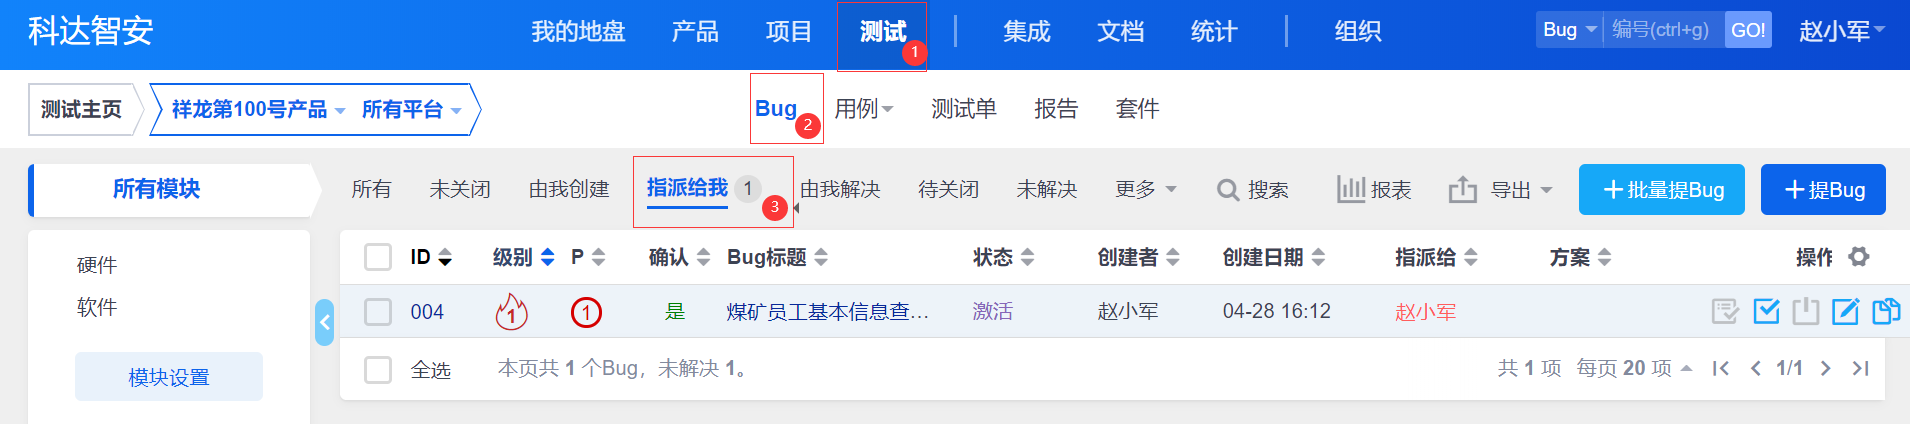 科达智安 我的地盘 产品 项目 测试 集成 文档 统计 组织 Bug 编号(ctrl+g) GO! 赵小军
1
测试主页 祥龙第100号产品 所有平台 Bug 用例 测试单 报告 套件
2
所有模块 所有 未关闭 由我创建 指派给我 1 由我解决 待关闭 未解决 更多 搜索 报表 导出 +批量提Bug +提Bug
3
硬件
软件
模块设置
ID 级别 P 确认 Bug标题 状态 创建者 创建日期 指派给 方案 操作
004 1 1 是 煤矿员工基本信息查... 激活 赵小军 04-28 16:12 赵小军
全选 本页共 1 个Bug，未解决 1。 共 1 项 每页 20 项 1/1